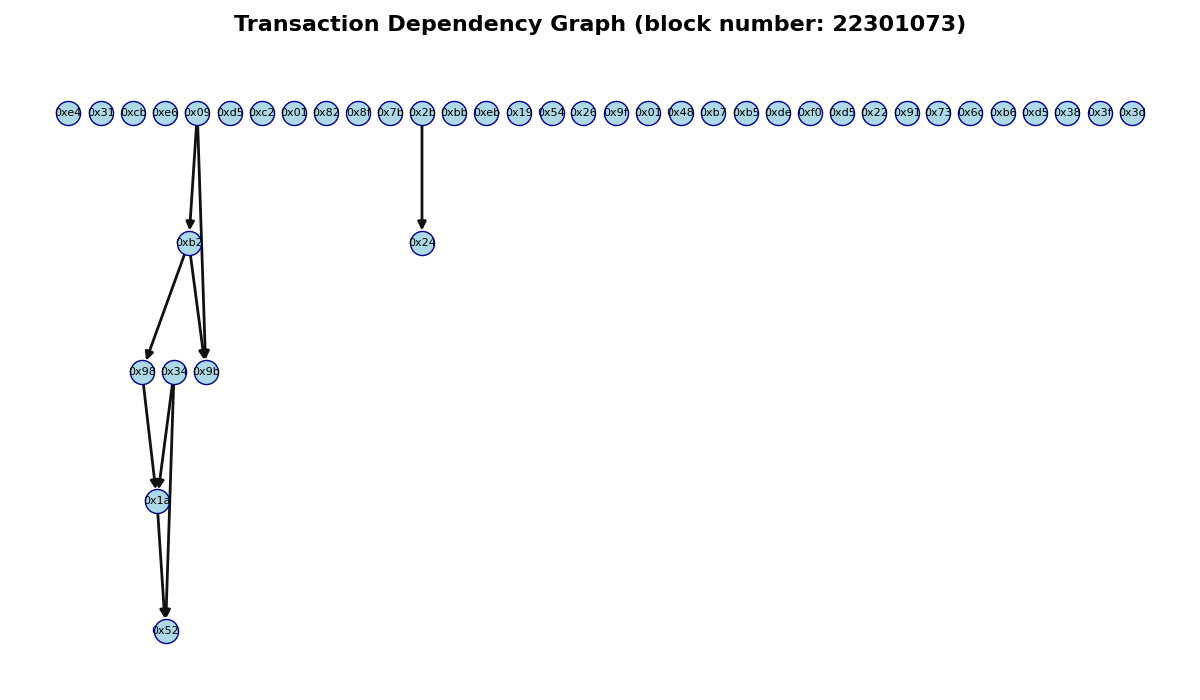 Transaction Dependency Graph (block number: 22301073)
0xe4 0x31 0xcb 0xe6 0x09 0xd5 0xc2 0x01 0x82 0x8f 0x7b 0x2b 0xbb 0xeb 0x19 0x54 0x26 0x9f 0x01 0x48 0xb7 0xb5 0xde 0xf0 0xd5 0x22 0x91 0x73 0x6c 0xb6 0xd5 0x38 0x3f 0x3d
0xb2 0x24
0x98 0x34 0x9b
0x1a
0x52